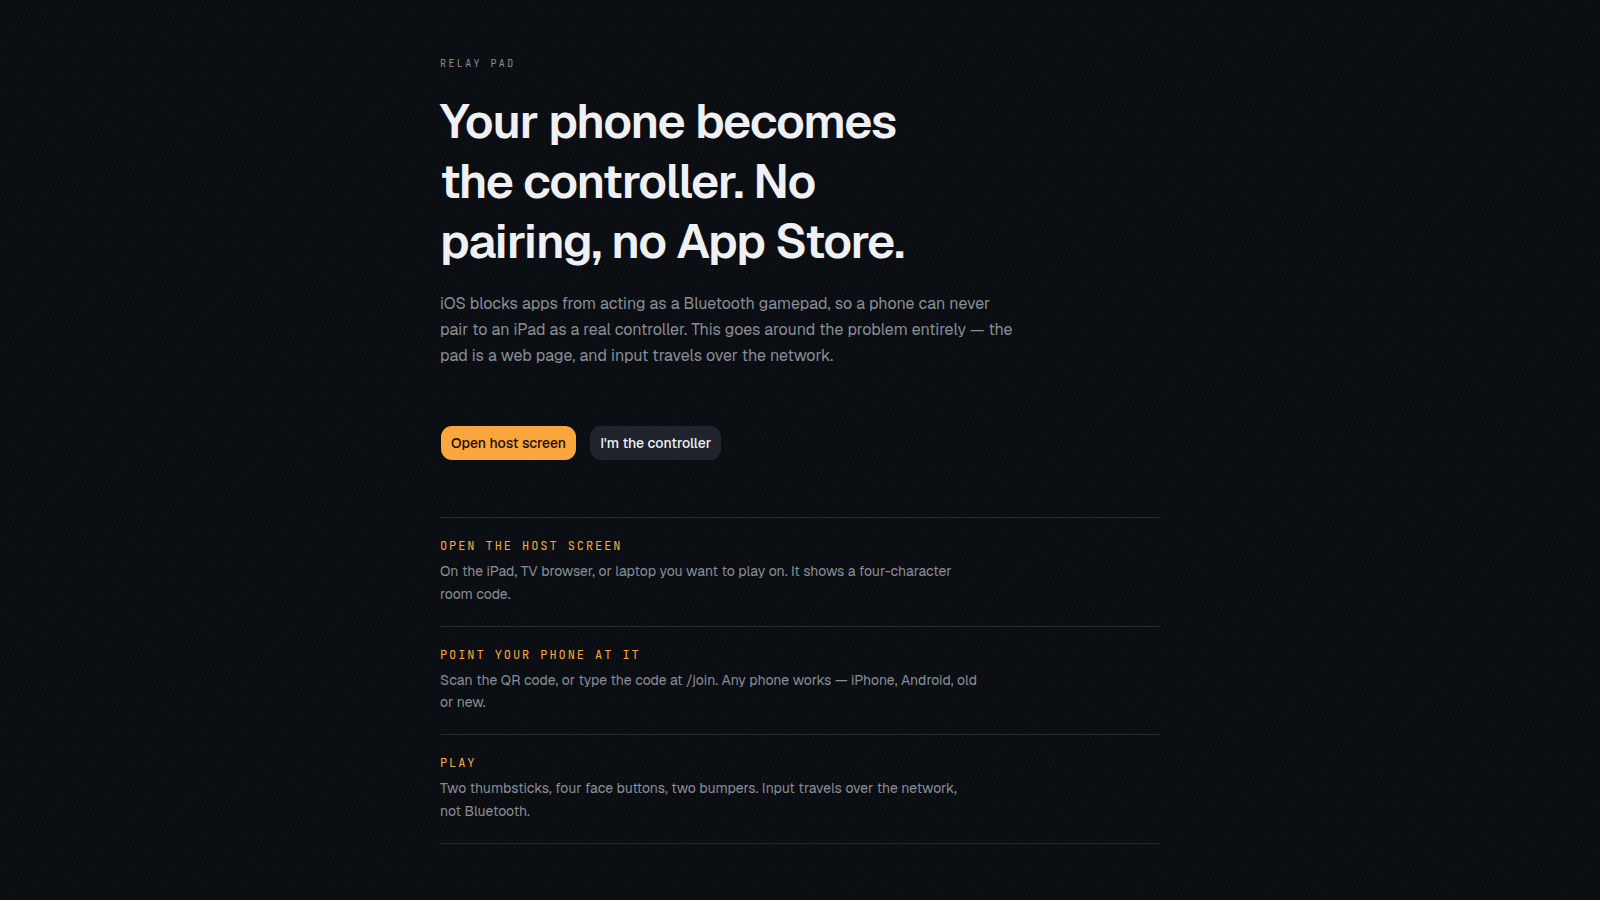 RELAY PAD
Your phone becomes
the controller. No
pairing, no App Store.
iOS blocks apps from acting as a Bluetooth gamepad, so a phone can never
pair to an iPad as a real controller. This goes around the problem entirely — the
pad is a web page, and input travels over the network.
Open host screen
I'm the controller
OPEN THE HOST SCREEN
On the iPad, TV browser, or laptop you want to play on. It shows a four-character
room code.
POINT YOUR PHONE AT IT
Scan the QR code, or type the code at /join. Any phone works — iPhone, Android, old
or new.
PLAY
Two thumbsticks, four face buttons, two bumpers. Input travels over the network,
not Bluetooth.